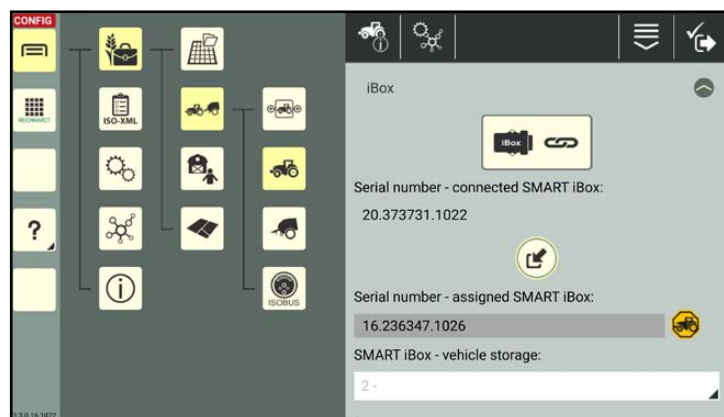 CONFIG
REICHHARDT
ISO-XML
?
ISOBUS
iBox
iBox
Serial number - connected SMART iBox:
20.373731.1022
Serial number - assigned SMART iBox:
16.236347.1026
SMART iBox - vehicle storage:
2 -